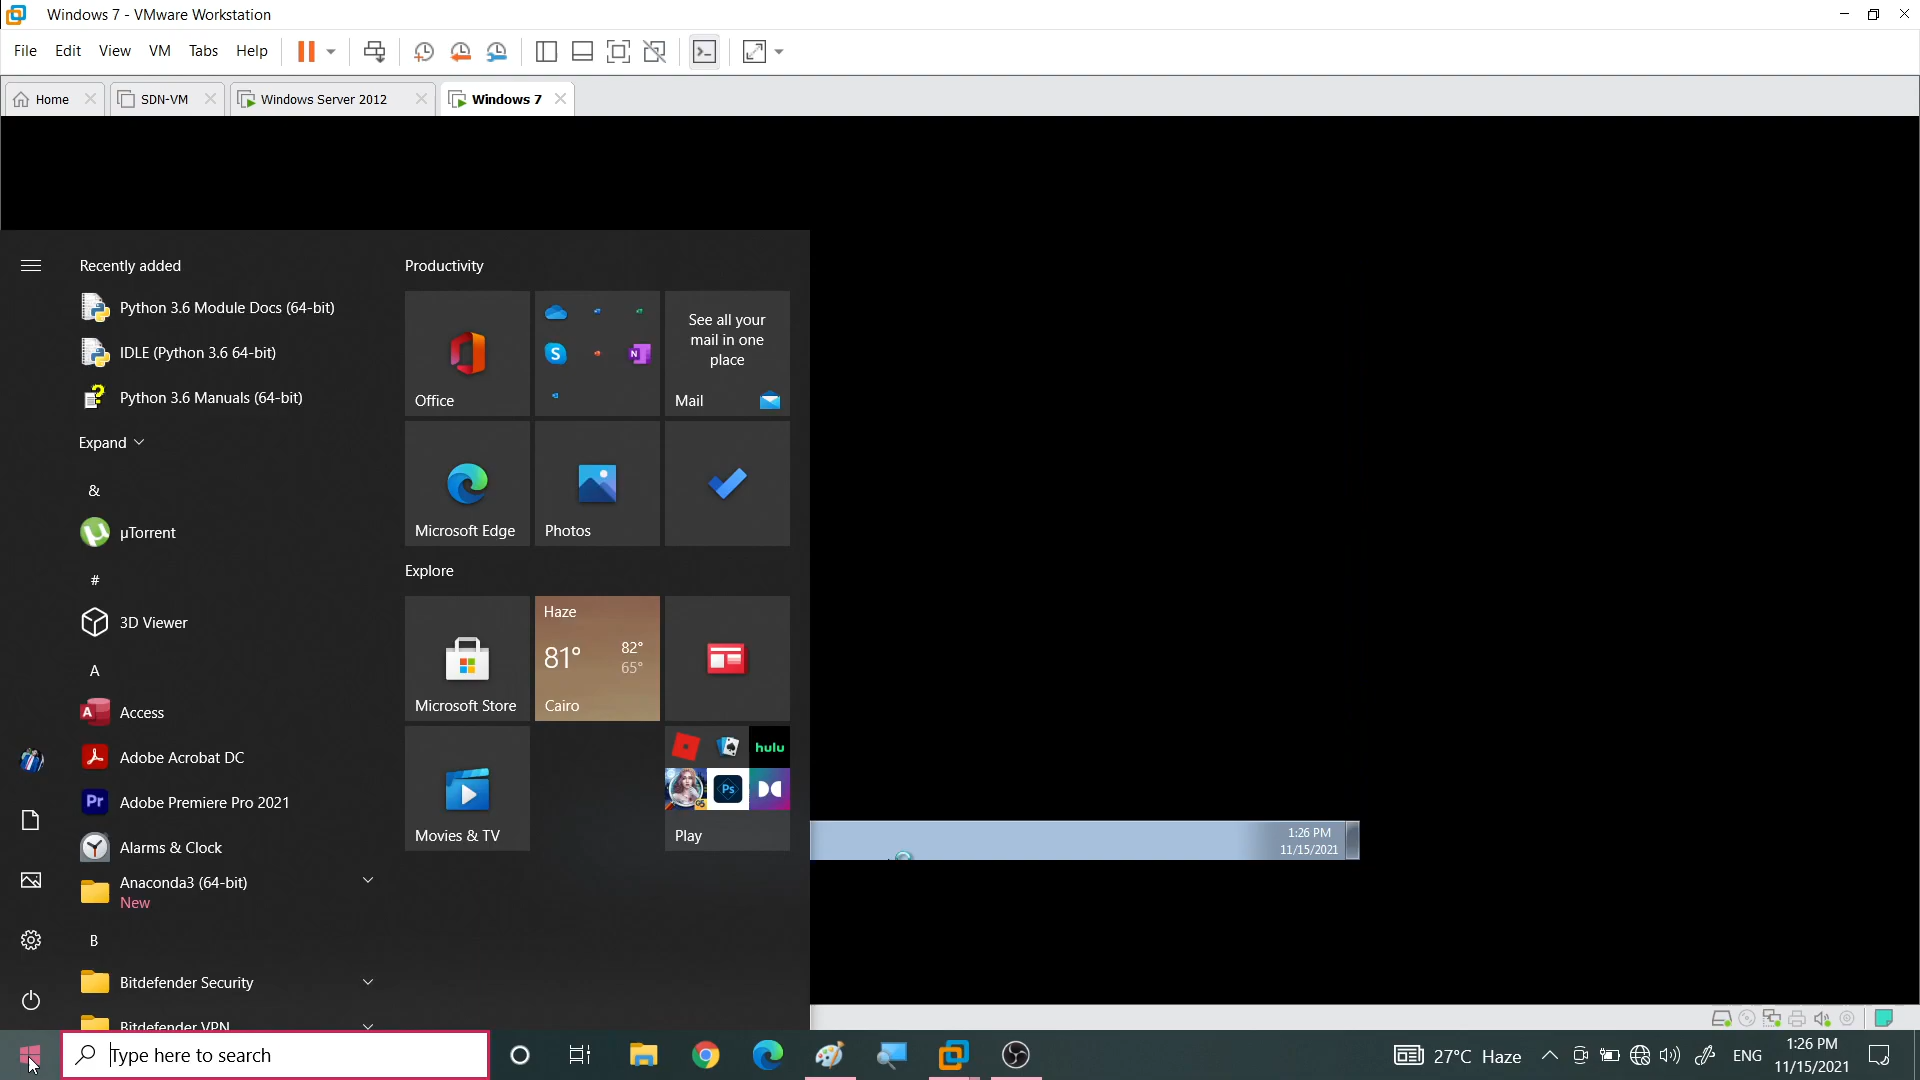 Windows 7 - VMware Workstation
File Edit View VM Tabs Help
Home SDN-VM Windows Server 2012 Windows 7
Recently added
Python 3.6 Module Docs (64-bit)
IDLE (Python 3.6 64-bit)
Python 3.6 Manuals (64-bit)
Expand
&
µTorrent
#
3D Viewer
A
Access
Adobe Acrobat DC
Adobe Premiere Pro 2021
Alarms & Clock
Anaconda3 (64-bit)
New
B
Bitdefender Security
Bitdefender VPN
Productivity
Office
See all your
mail in one
place
Mail
Microsoft Edge
Photos
Explore
Microsoft Store
Haze
81° 82°
65°
Cairo
Movies & TV
hulu
Ps
Play
1:26 PM
11/15/2021
Type here to search
27°C Haze
ENG
1:26 PM
11/15/2021